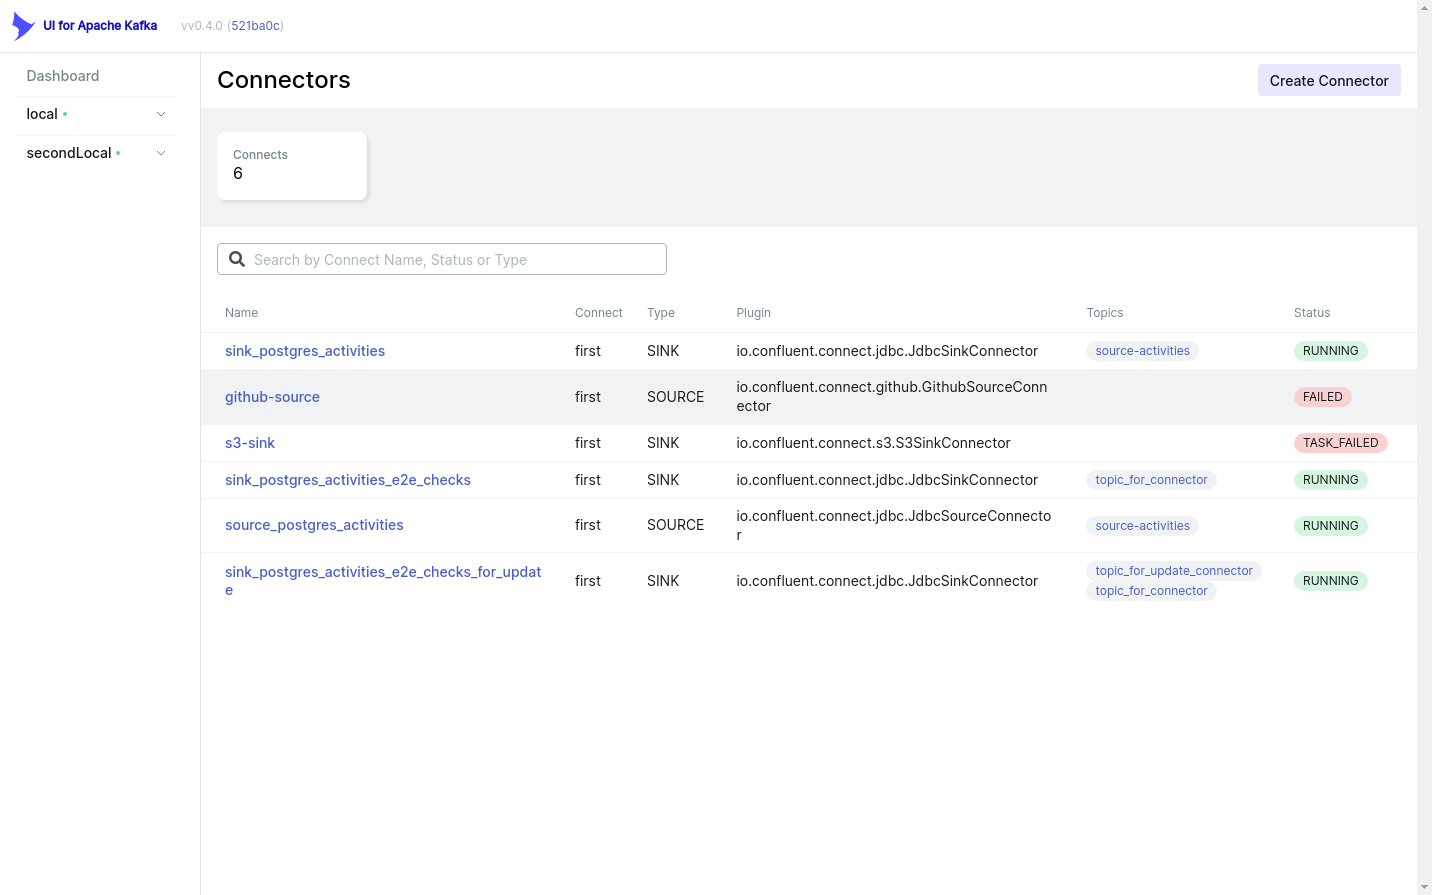 UI for Apache Kafka vv0.4.0 (521ba0c)
Dashboard
local
secondLocal
Connectors
Create Connector
Connects
6
Search by Connect Name, Status or Type
Name Connect Type Plugin Topics Status
sink_postgres_activities first SINK io.confluent.connect.jdbc.JdbcSinkConnector source-activities RUNNING
github-source first SOURCE io.confluent.connect.github.GithubSourceConn
ector FAILED
s3-sink first SINK io.confluent.connect.s3.S3SinkConnector TASK_FAILED
sink_postgres_activities_e2e_checks first SINK io.confluent.connect.jdbc.JdbcSinkConnector topic_for_connector RUNNING
source_postgres_activities first SOURCE io.confluent.connect.jdbc.JdbcSourceConnecto
r source-activities RUNNING
sink_postgres_activities_e2e_checks_for_updat
e first SINK io.confluent.connect.jdbc.JdbcSinkConnector topic_for_update_connector
topic_for_connector RUNNING